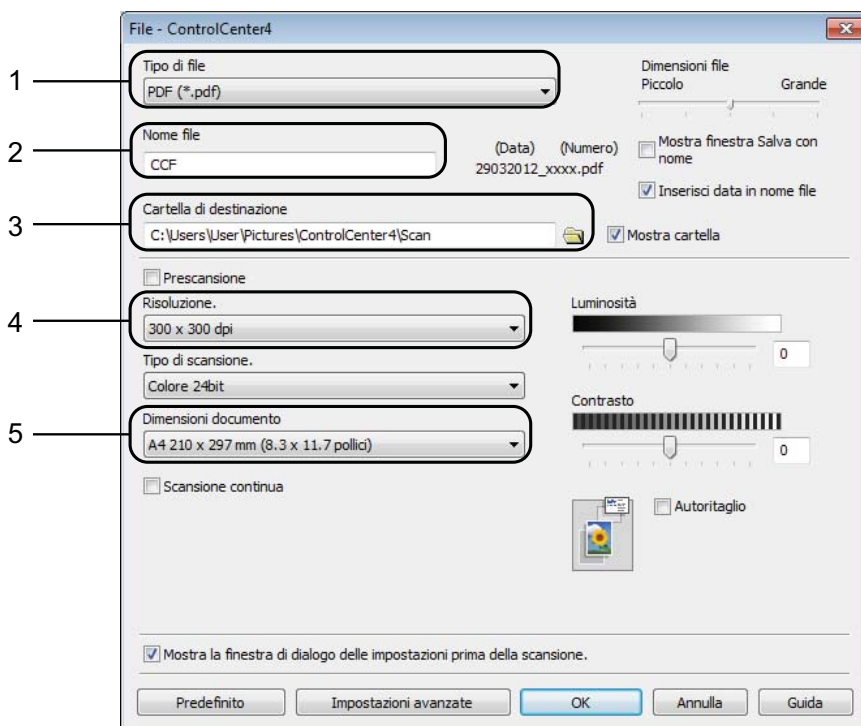 File - ControlCenter4
1
Tipo di file
PDF (*.pdf)
Dimensioni file
Piccolo Grande
2
Nome file
CCF
(Data) (Numero)
29032012_xxxx.pdf
Mostra finestra Salva con
nome
Inserisci data in nome file
3
Cartella di destinazione
C:\Users\User\Pictures\ControlCenter4\Scan
Mostra cartella
Prescansione
4
Risoluzione.
300 x 300 dpi
Tipo di scansione.
Colore 24bit
5
Dimensioni documento
A4 210 x 297 mm (8.3 x 11.7 pollici)
Scansione continua
Luminosità
0
Contrasto
0
Autoritaglio
Mostra la finestra di dialogo delle impostazioni prima della scansione.
Predefinito Impostazioni avanzate OK Annulla Guida